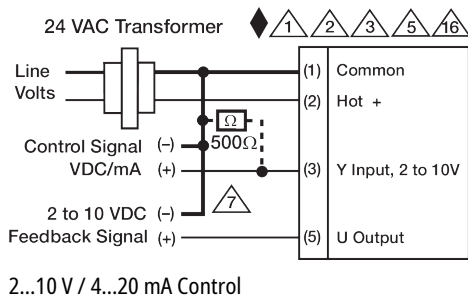 24 VAC Transformer
1 2 3 5 16
Line
Volts
(1) Common
(2) Hot +
Ω
500Ω
Control Signal (–)
VDC/mA (+)
(3) Y Input, 2 to 10V
7
2 to 10 VDC (–)
Feedback Signal (+)
(5) U Output
2...10 V / 4...20 mA Control